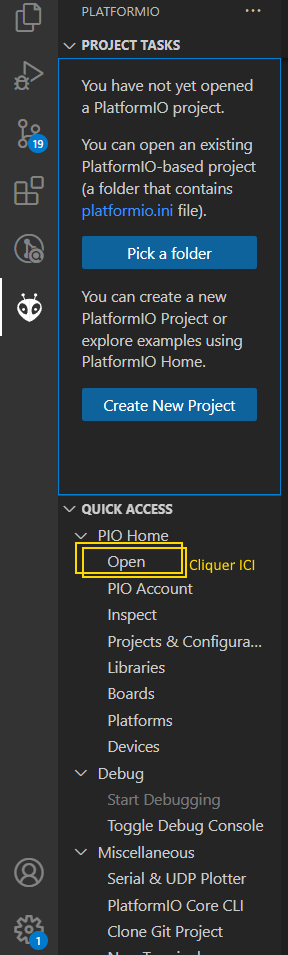 PLATFORMIO
PROJECT TASKS
You have not yet opened
a PlatformIO project.
You can open an existing
PlatformIO-based project
(a folder that contains
platformio.ini file).
Pick a folder
You can create a new
PlatformIO Project or
explore examples using
PlatformIO Home.
Create New Project
QUICK ACCESS
PIO Home
Open
Cliquer ICI
PIO Account
Inspect
Projects & Configura...
Libraries
Boards
Platforms
Devices
Debug
Start Debugging
Toggle Debug Console
Miscellaneous
Serial & UDP Plotter
PlatformIO Core CLI
Clone Git Project
19
1